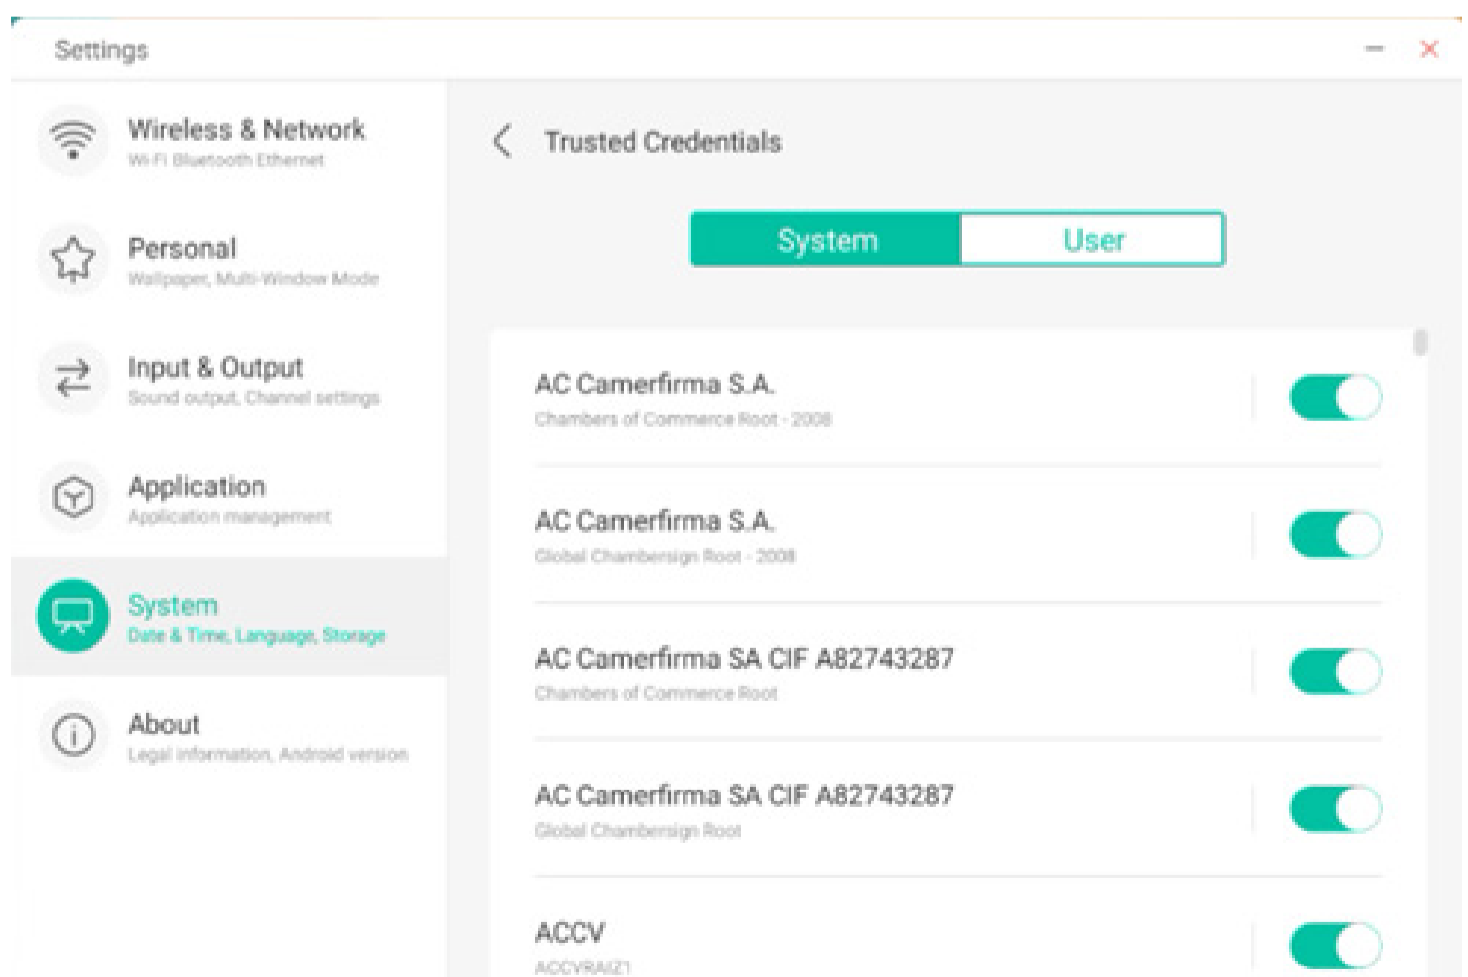 Settings
Wireless & Network
Wi-Fi Bluetooth Ethernet
Personal
Wallpaper, Multi-Window Mode
Input & Output
Sound output, Channel settings
Application
Application management
System
Date & Time, Language, Storage
About
Legal information, Android version
Trusted Credentials
System User
AC Camerfirma S.A.
Chambers of Commerce Root - 2008
AC Camerfirma S.A.
Global Chambersign Root - 2008
AC Camerfirma SA CIF A82743287
Chambers of Commerce Root
AC Camerfirma SA CIF A82743287
Global Chambersign Root
ACCV
ACCVRAIZ1